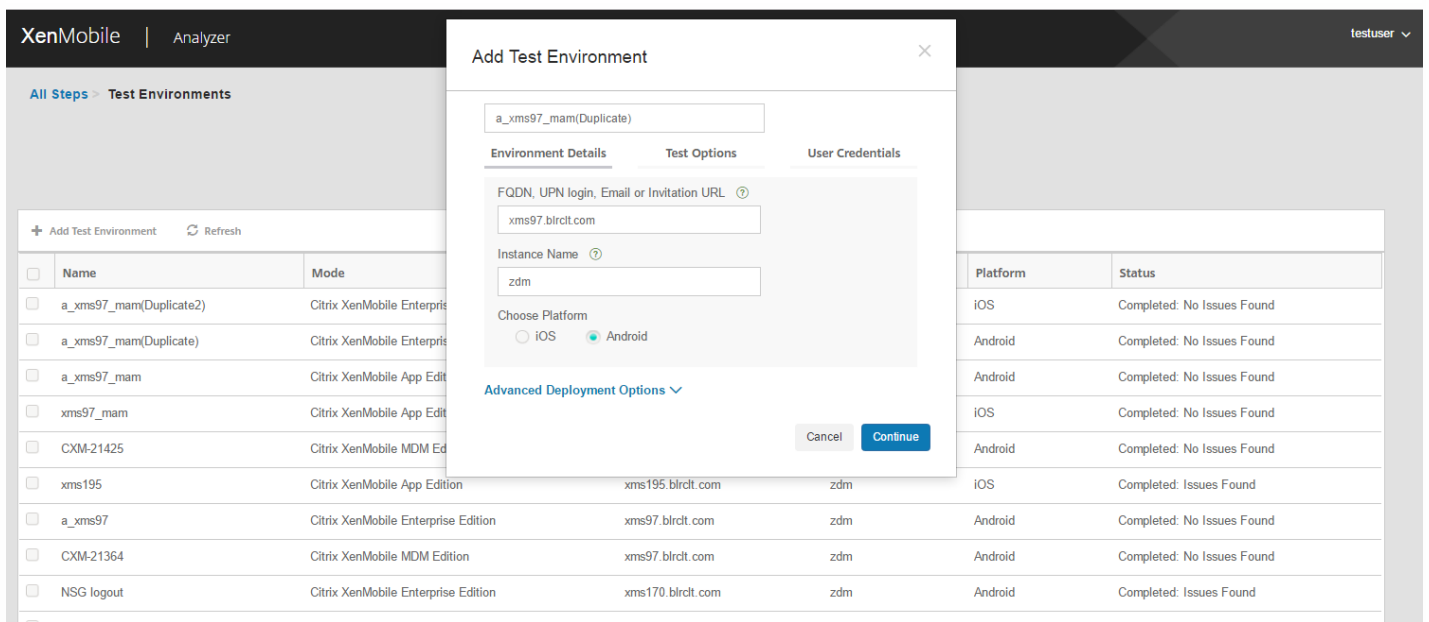 XenMobile | Analyzer
testuser
All Steps > Test Environments
Add Test Environment
a_xms97_mam(Duplicate)
Environment Details Test Options User Credentials
FQDN, UPN login, Email or Invitation URL ?
xms97.blrclt.com
Instance Name ?
zdm
Choose Platform
iOS Android
Advanced Deployment Options
Cancel Continue
+ Add Test Environment Refresh
Name Mode Platform Status
a_xms97_mam(Duplicate2) Citrix XenMobile Enterpris iOS Completed: No Issues Found
a_xms97_mam(Duplicate) Citrix XenMobile Enterpris Android Completed: No Issues Found
a_xms97_mam Citrix XenMobile App Edit Android Completed: No Issues Found
xms97_mam Citrix XenMobile App Edit iOS Completed: No Issues Found
CXM-21425 Citrix XenMobile MDM Ed Android Completed: No Issues Found
xms195 Citrix XenMobile App Edition xms195.blrclt.com zdm iOS Completed: Issues Found
a_xms97 Citrix XenMobile Enterprise Edition xms97.blrclt.com zdm Android Completed: No Issues Found
CXM-21364 Citrix XenMobile MDM Edition xms97.blrclt.com zdm Android Completed: No Issues Found
NSG logout Citrix XenMobile Enterprise Edition xms170.blrclt.com zdm Android Completed: Issues Found